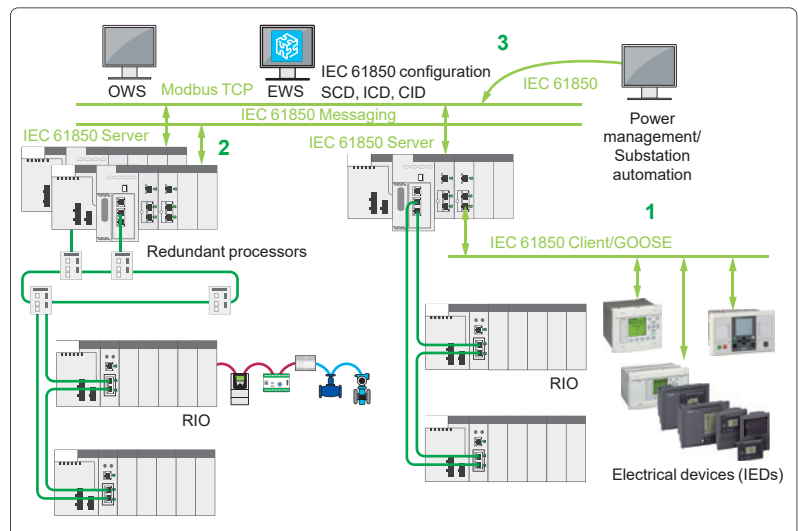 3
IEC 61850 configuration
SCD, ICD, CID
IEC 61850
OWS
Modbus TCP
EWS
IEC 61850 Messaging
Power
management/
Substation
automation
IEC 61850 Server
2
IEC 61850 Server
1
Redundant processors
IEC 61850 Client/GOOSE
RIO
RIO
Electrical devices (IEDs)